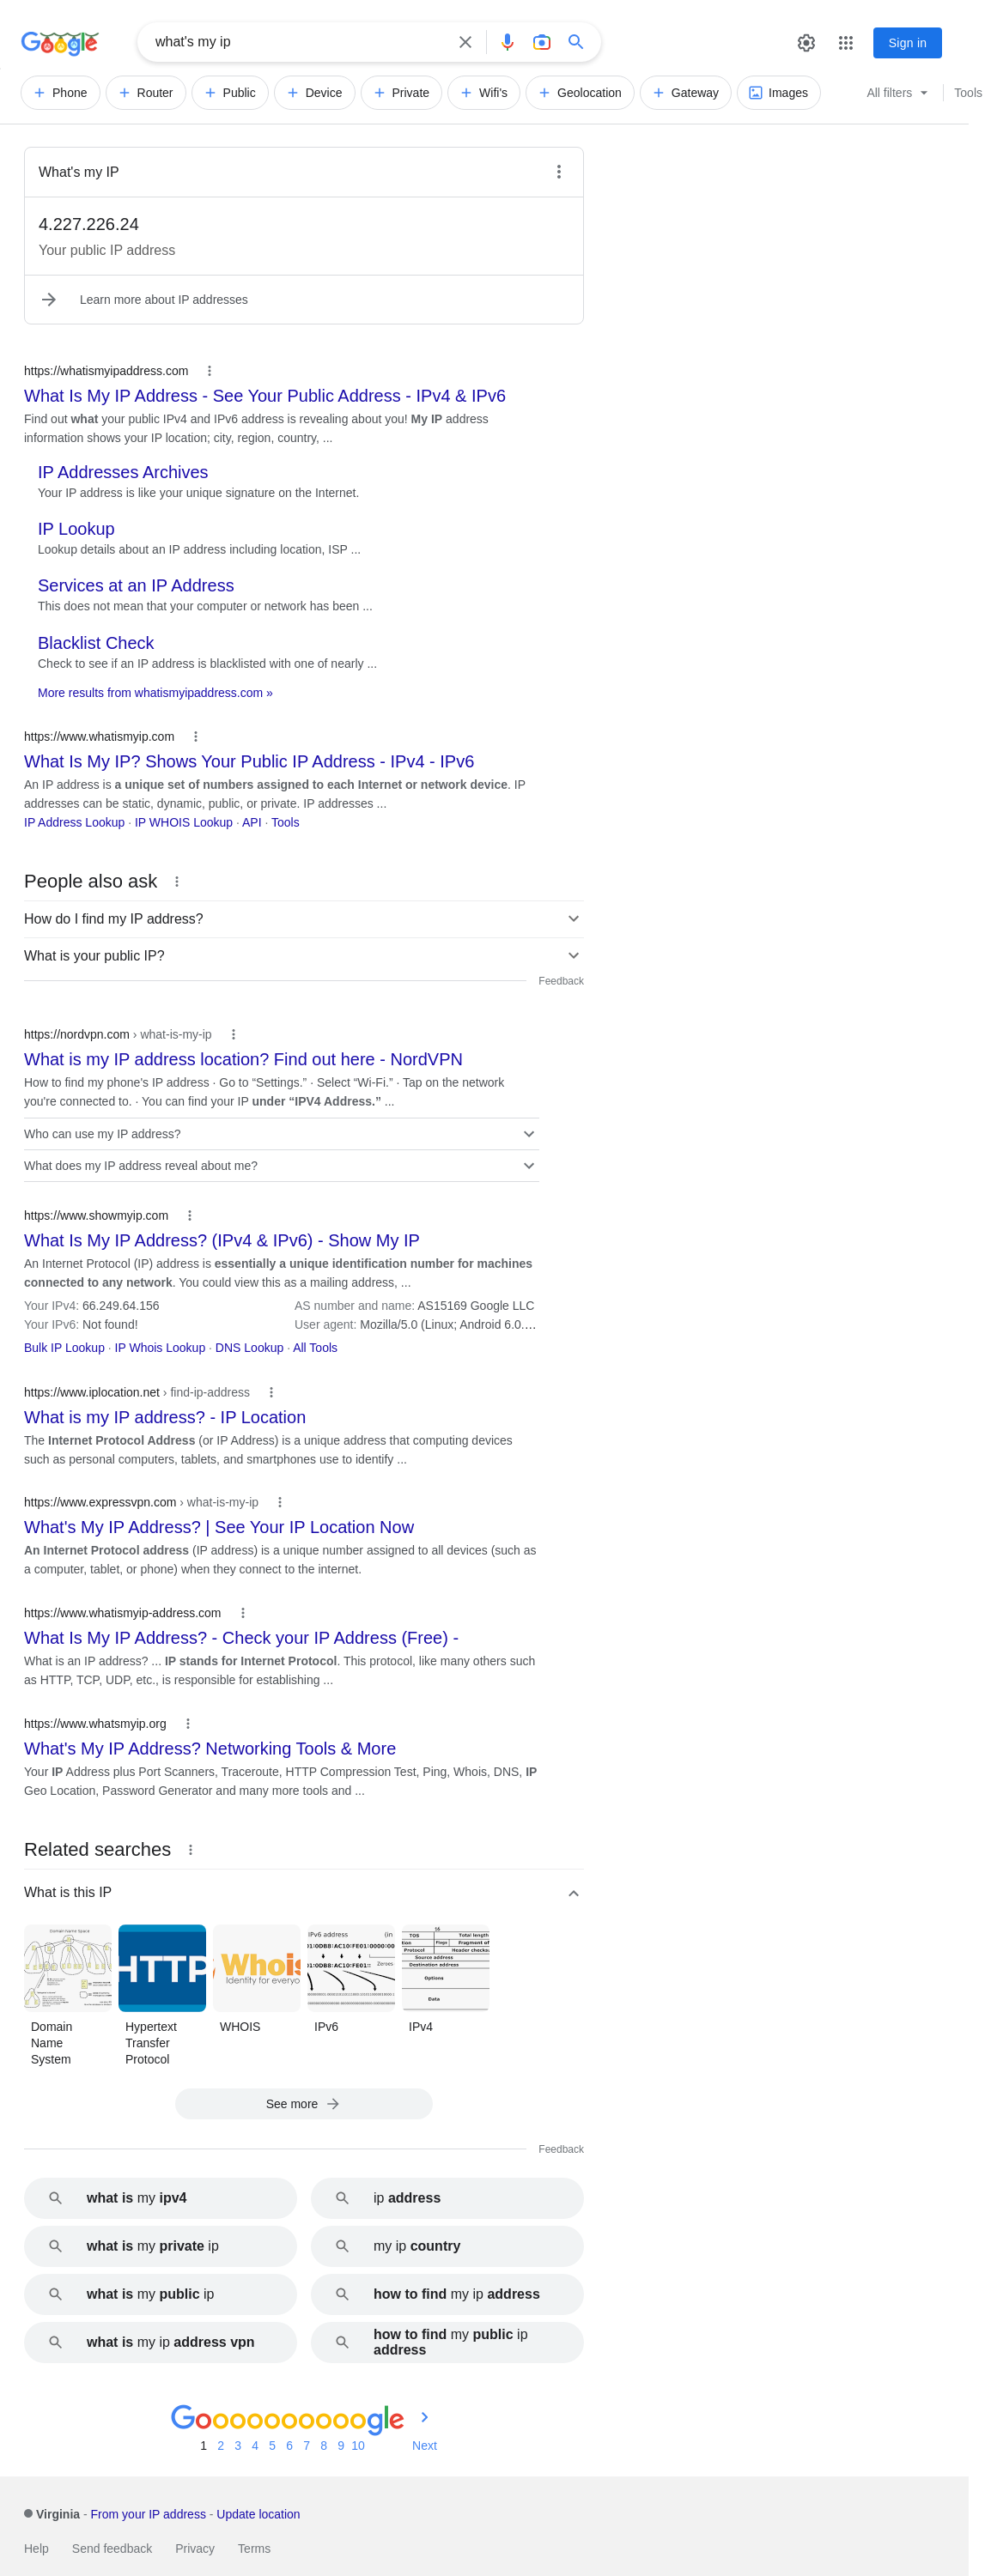 Google
what's my ip
Sign in
Phone
Router
Public
Device
Private
Wifi's
Geolocation
Gateway
Images
All filters
Tools
What's my IP
4.227.226.24
Your public IP address
Learn more about IP addresses
https://whatismyipaddress.com
What Is My IP Address - See Your Public Address - IPv4 & IPv6
Find out what your public IPv4 and IPv6 address is revealing about you! My IP address
information shows your IP location; city, region, country, ...
IP Addresses Archives
Your IP address is like your unique signature on the Internet.
IP Lookup
Lookup details about an IP address including location, ISP ...
Services at an IP Address
This does not mean that your computer or network has been ...
Blacklist Check
Check to see if an IP address is blacklisted with one of nearly ...
More results from whatismyipaddress.com »
https://www.whatismyip.com
What Is My IP? Shows Your Public IP Address - IPv4 - IPv6
An IP address is a unique set of numbers assigned to each Internet or network device. IP
addresses can be static, dynamic, public, or private. IP addresses ...
IP Address Lookup · IP WHOIS Lookup · API · Tools
People also ask
How do I find my IP address?
What is your public IP?
Feedback
https://nordvpn.com › what-is-my-ip
What is my IP address location? Find out here - NordVPN
How to find my phone's IP address · Go to “Settings.” · Select “Wi-Fi.” · Tap on the network
you're connected to. · You can find your IP under “IPV4 Address.” ...
Who can use my IP address?
What does my IP address reveal about me?
https://www.showmyip.com
What Is My IP Address? (IPv4 & IPv6) - Show My IP
An Internet Protocol (IP) address is essentially a unique identification number for machines
connected to any network. You could view this as a mailing address, ...
Your IPv4: 66.249.64.156
AS number and name: AS15169 Google LLC
Your IPv6: Not found!
User agent: Mozilla/5.0 (Linux; Android 6.0....
Bulk IP Lookup · IP Whois Lookup · DNS Lookup · All Tools
https://www.iplocation.net › find-ip-address
What is my IP address? - IP Location
The Internet Protocol Address (or IP Address) is a unique address that computing devices
such as personal computers, tablets, and smartphones use to identify ...
https://www.expressvpn.com › what-is-my-ip
What's My IP Address? | See Your IP Location Now
An Internet Protocol address (IP address) is a unique number assigned to all devices (such as
a computer, tablet, or phone) when they connect to the internet.
https://www.whatismyip-address.com
What Is My IP Address? - Check your IP Address (Free) -
What is an IP address? ... IP stands for Internet Protocol. This protocol, like many others such
as HTTP, TCP, UDP, etc., is responsible for establishing ...
https://www.whatsmyip.org
What's My IP Address? Networking Tools & More
Your IP Address plus Port Scanners, Traceroute, HTTP Compression Test, Ping, Whois, DNS, IP
Geo Location, Password Generator and many more tools and ...
Related searches
What is this IP
Domain Name Space
HTTP
Whois
Identity for everyo
IPv6 address (in
Zeroes
TOS
Protocol
Flags
Fragment of
Header checks
Source address
Destination address
Options
Data
Domain
Name
System
Hypertext
Transfer
Protocol
WHOIS
IPv6
IPv4
See more
Feedback
what is my ipv4
ip address
what is my private ip
my ip country
what is my public ip
how to find my ip address
what is my ip address vpn
how to find my public ip
address
Goooooooooogle
1 2 3 4 5 6 7 8 9 10
Next
Virginia - From your IP address - Update location
Help
Send feedback
Privacy
Terms